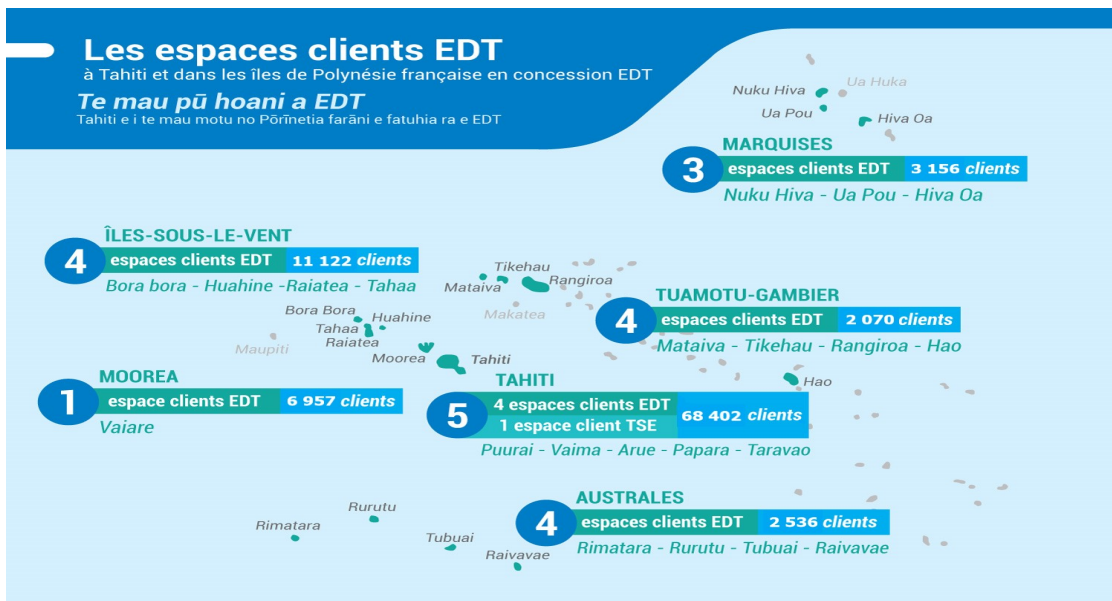 Les espaces clients EDT
à Tahiti et dans les îles de Polynésie française en concession EDT
Te mau pū hoani a EDT
Tahiti e i te mau motu no Pōrīnetia farāni e fatuhia ra e EDT
Nuku Hiva
Ua Huka
Ua Pou
Hiva Oa
MARQUISES
3
espaces clients EDT
3 156 clients
Nuku Hiva - Ua Pou - Hiva Oa
ÎLES-SOUS-LE-VENT
4
espaces clients EDT
11 122 clients
Bora bora - Huahine -Raiatea - Tahaa
Tikehau
Mataiva
Rangiroa
Makatea
TUAMOTU-GAMBIER
4
espaces clients EDT
2 070 clients
Mataiva - Tikehau - Rangiroa - Hao
Bora Bora
Huahine
Tahaa
Raiatea
Maupiti
Moorea
Tahiti
Hao
MOOREA
1
espace clients EDT
6 957 clients
Vaiare
TAHITI
5
4 espaces clients EDT
1 espace client TSE
68 402 clients
Puurai - Vaima - Arue - Papara - Taravao
Rurutu
Rimatara
Tubuai
Raivavae
AUSTRALES
4
espaces clients EDT
2 536 clients
Rimatara - Rurutu - Tubuai - Raivavae